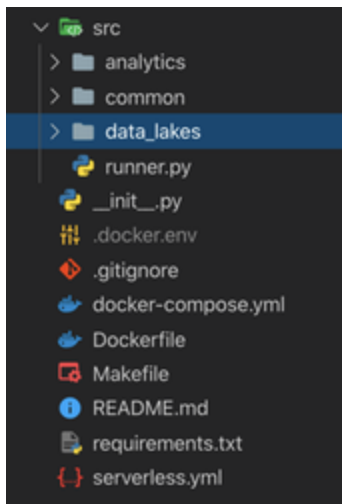 src
analytics
common
data_lakes
runner.py
__init__.py
.docker.env
.gitignore
docker-compose.yml
Dockerfile
Makefile
README.md
requirements.txt
serverless.yml